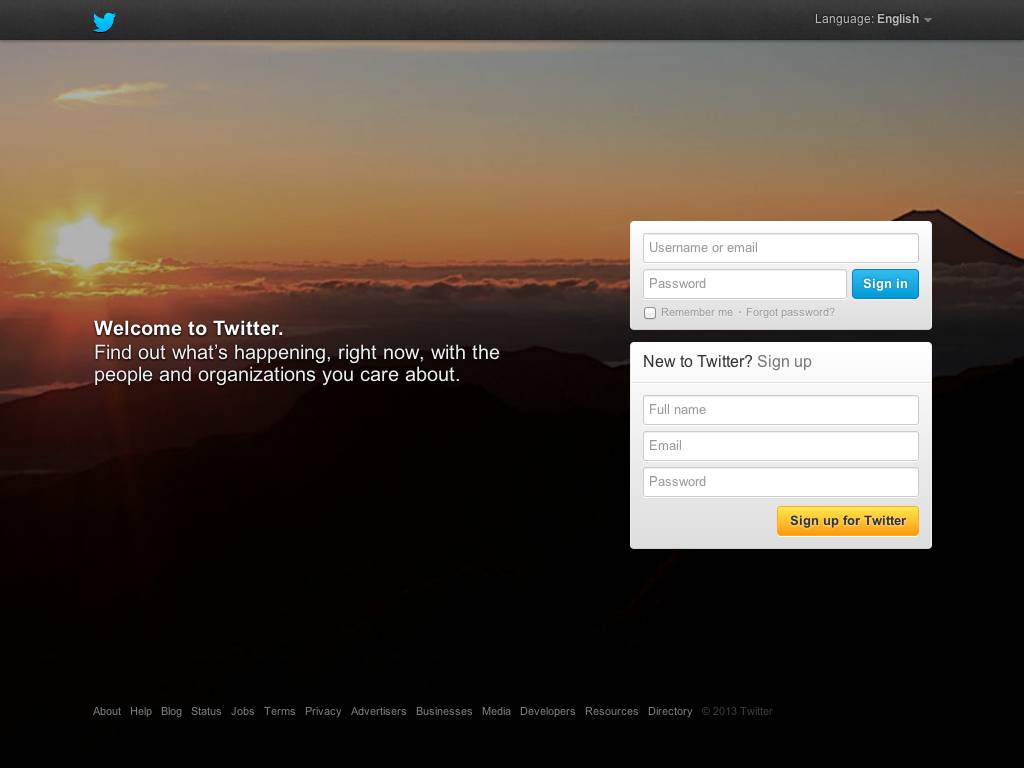 Language: English
Welcome to Twitter.
Find out what's happening, right now, with the
people and organizations you care about.
Username or email
Password
Sign in
Remember me · Forgot password?
New to Twitter? Sign up
Full name
Email
Password
Sign up for Twitter
About Help Blog Status Jobs Terms Privacy Advertisers Businesses Media Developers Resources Directory © 2013 Twitter